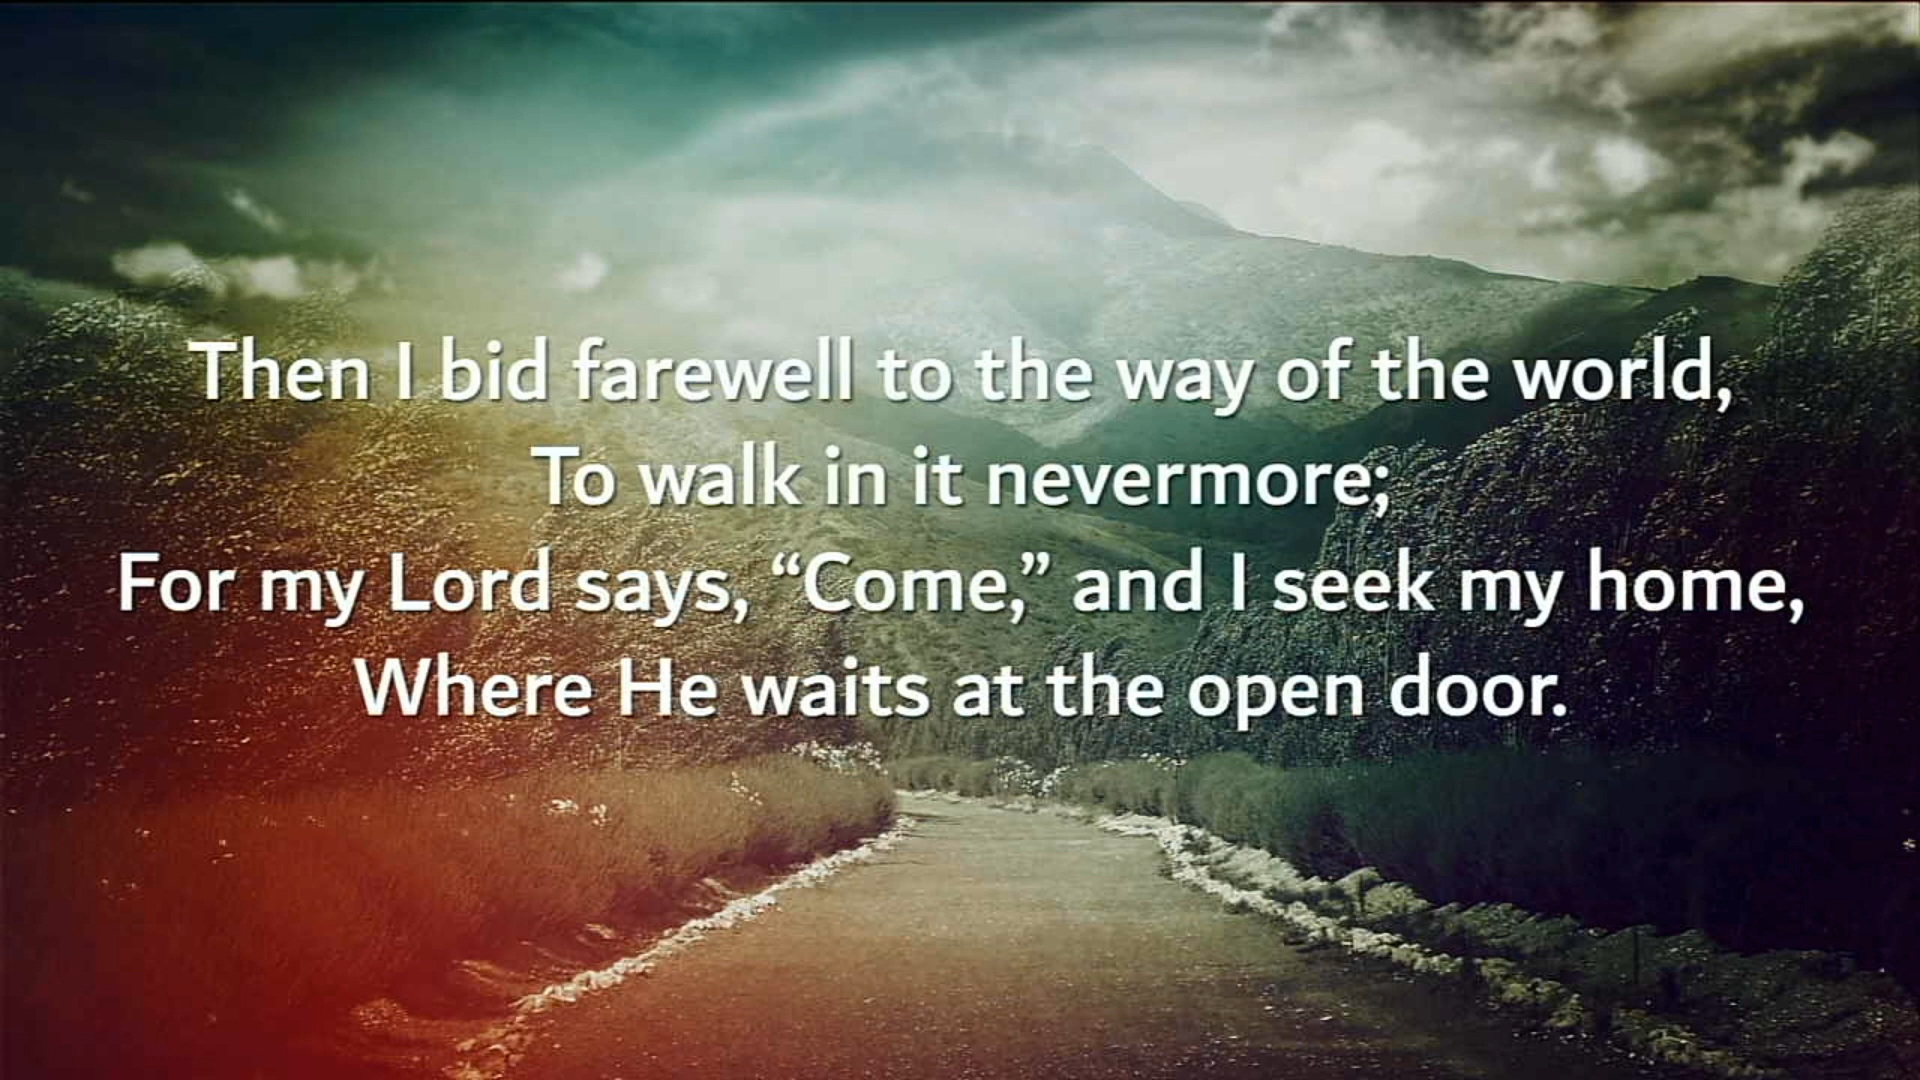 Then I bid farewell to the way of the world,
To walk in it nevermore;
For my Lord says, “Come,” and I seek my home,
Where He waits at the open door.